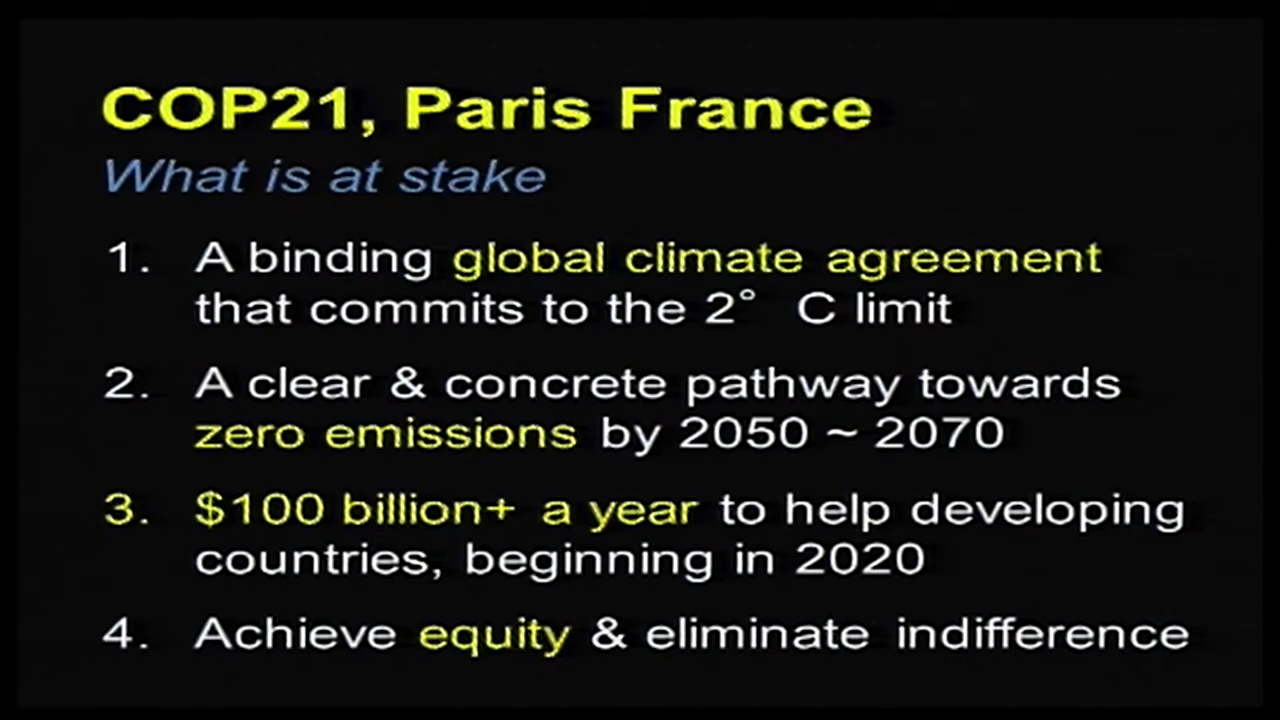 COP21, Paris France
What is at stake
1. A binding global climate agreement
that commits to the 2° C limit
2. A clear & concrete pathway towards
zero emissions by 2050 ~ 2070
3. $100 billion+ a year to help developing
countries, beginning in 2020
4. Achieve equity & eliminate indifference